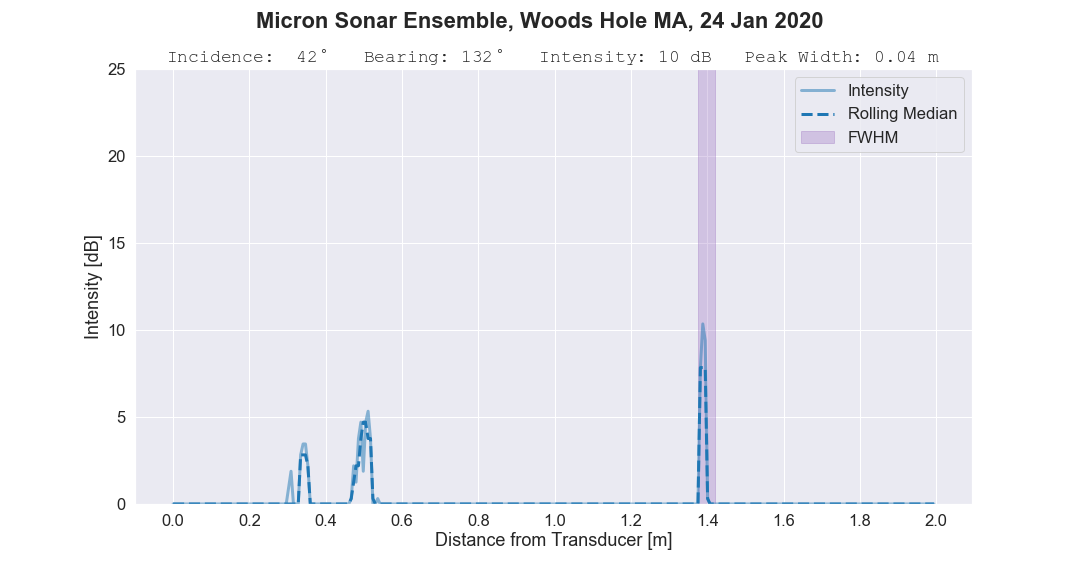 Micron Sonar Ensemble, Woods Hole MA, 24 Jan 2020
Incidence:  42°   Bearing: 132°   Intensity: 10 dB   Peak Width: 0.04 m
Intensity
Rolling Median
FWHM
25
20
15
10
5
0
Intensity [dB]
0.0 0.2 0.4 0.6 0.8 1.0 1.2 1.4 1.6 1.8 2.0
Distance from Transducer [m]